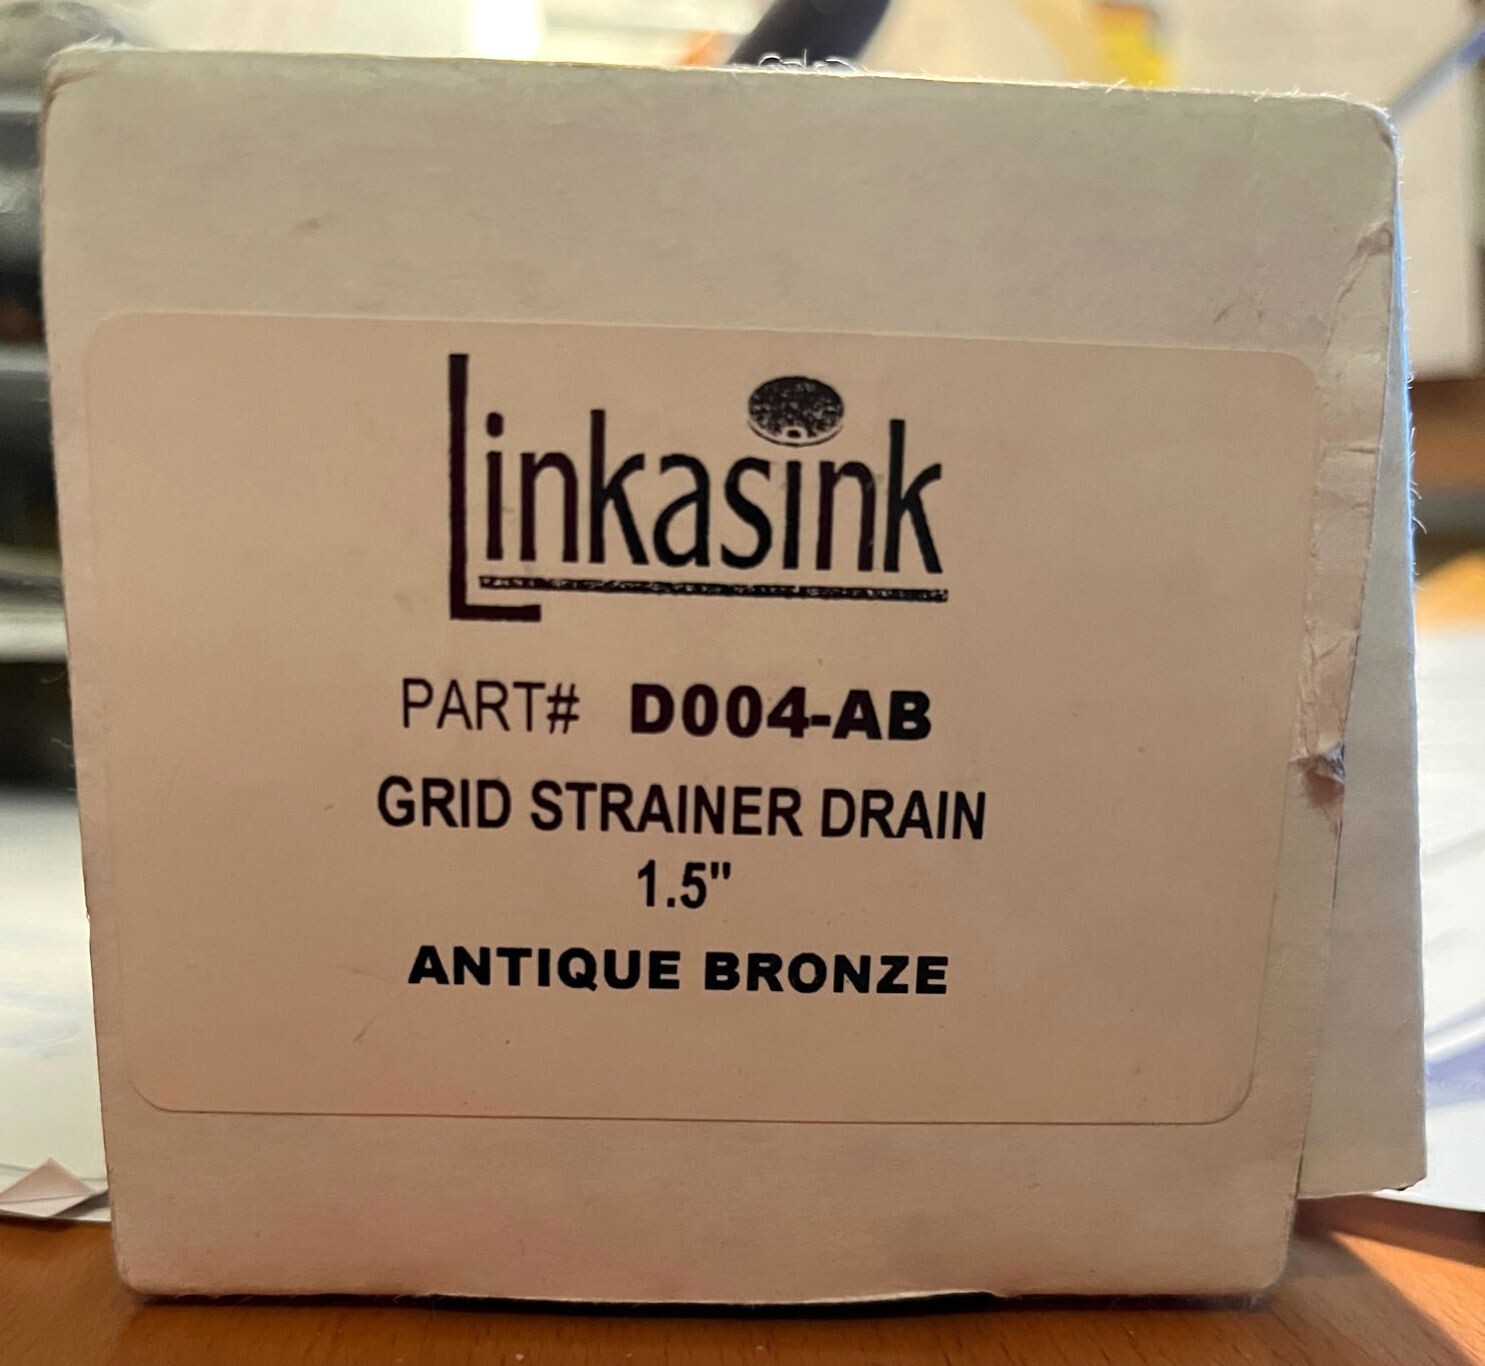 Linkasink
PART# D004-AB
GRID STRAINER DRAIN
1.5"
ANTIQUE BRONZE